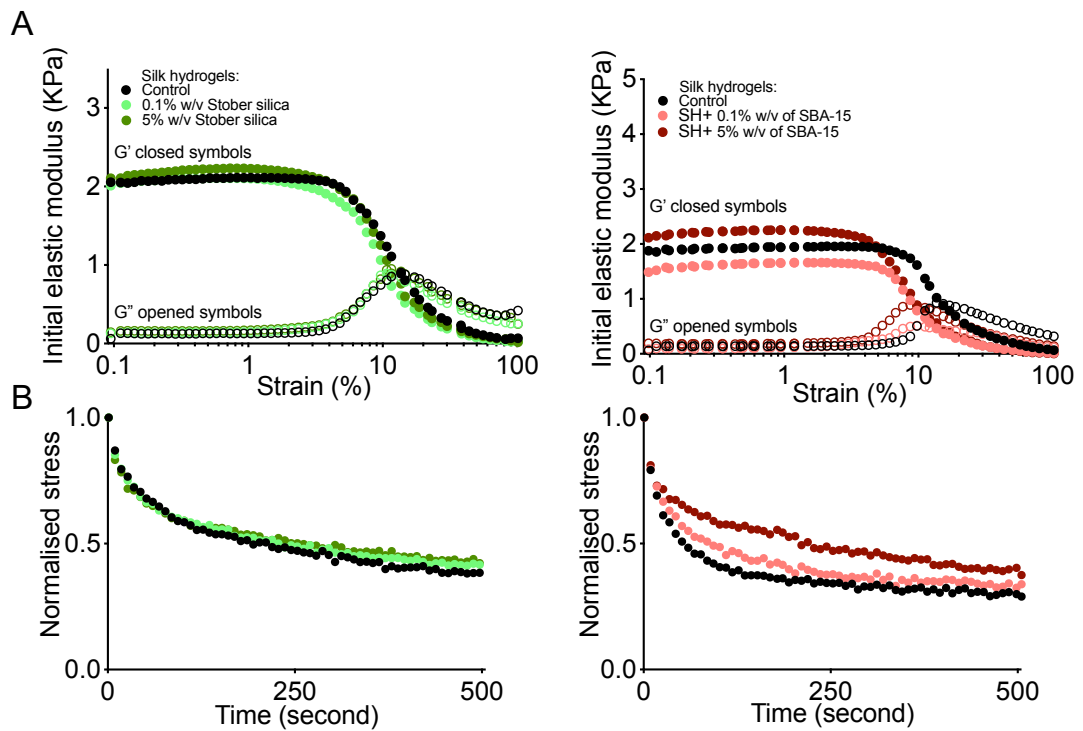 A
Initial elastic modulus (KPa)
3
2
1
0
Silk hydrogels:
Control
0.1% w/v Stober silica
5% w/v Stober silica
G' closed symbols
G" opened symbols
0.1
1
10
100
Strain (%)
Initial elastic modulus (KPa)
5
4
3
2
1
0
Silk hydrogels:
Control
SH+ 0.1% w/v of SBA-15
SH+ 5% w/v of SBA-15
G' closed symbols
G" opened symbols
0.1
1
10
100
Strain (%)
B
Normalised stress
1.0
0.5
0.0
0
250
500
Time (second)
Normalised stress
1.0
0.5
0.0
0
250
500
Time (second)